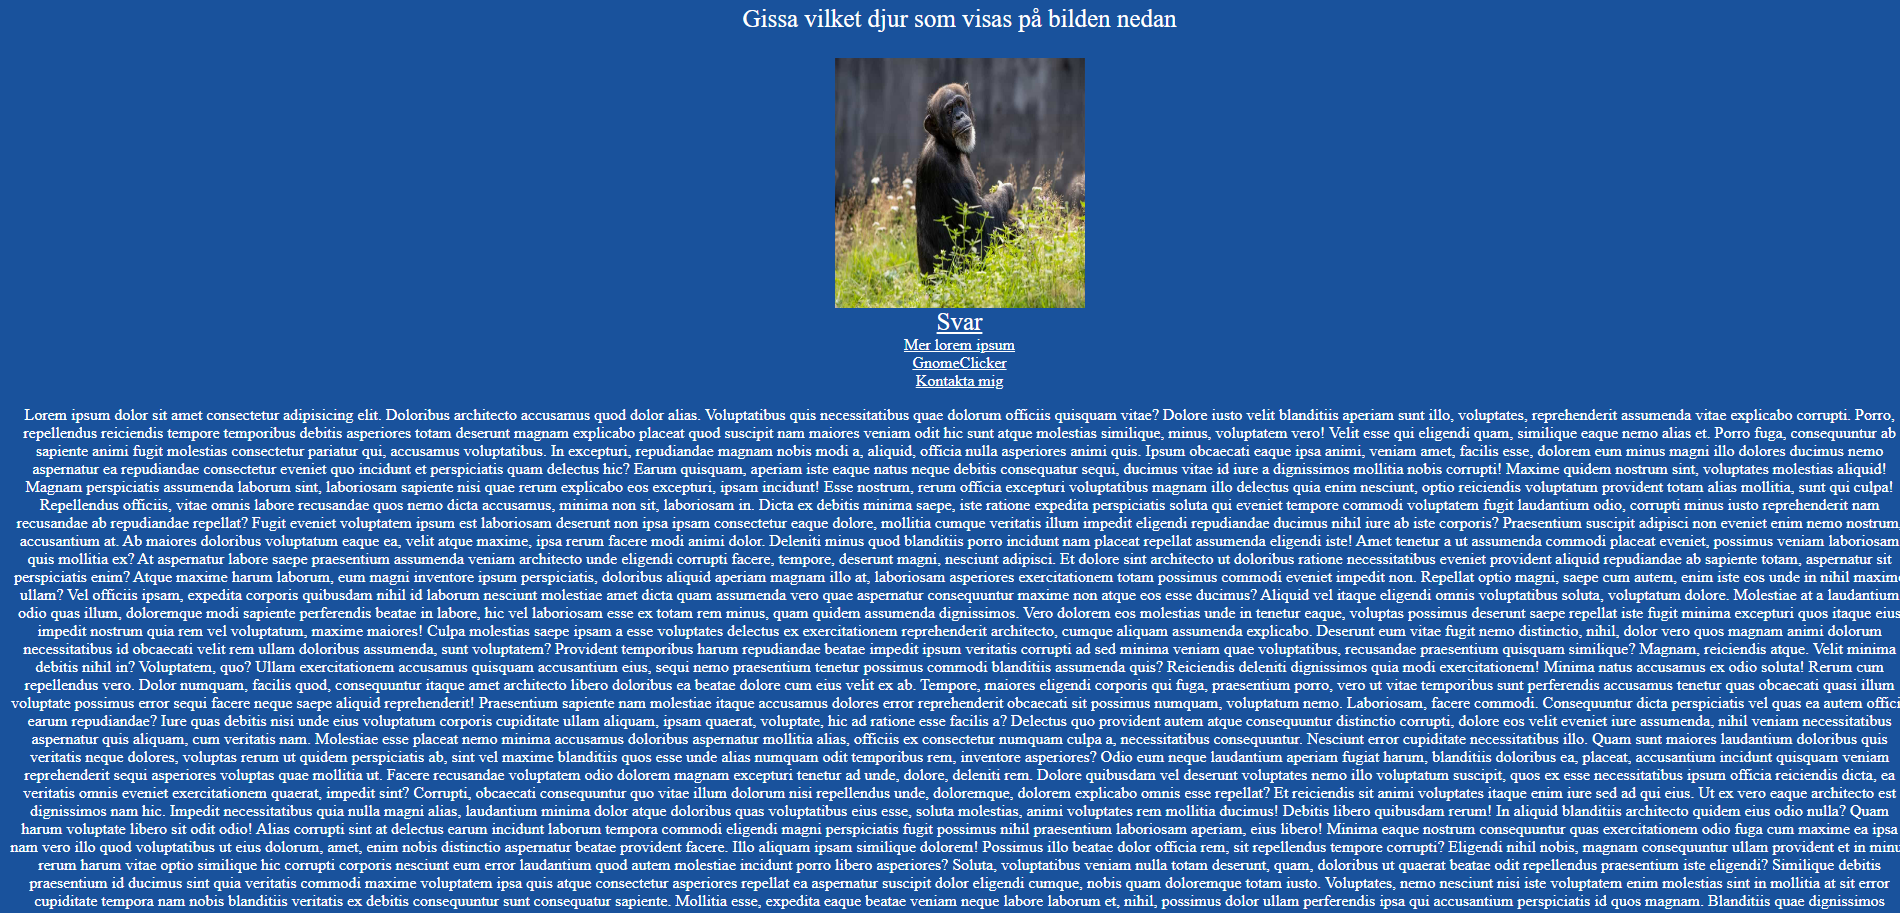 Gissa vilket djur som visas på bilden nedan
Svar
Mer lorem ipsum
GnomeClicker
Kontakta mig
Lorem ipsum dolor sit amet consectetur adipisicing elit. Doloribus architecto accusamus quod dolor alias. Voluptatibus quis necessitatibus quae dolorum officiis quisquam vitae? Dolore iusto velit blanditiis aperiam sunt illo, voluptates, reprehenderit assumenda vitae explicabo corrupti. Porro,
repellendus reiciendis tempore temporibus debitis asperiores totam deserunt magnam explicabo placeat quod suscipit nam maiores veniam odit hic sunt atque molestias similique, minus, voluptatem vero! Velit esse qui eligendi quam, similique eaque nemo alias et. Porro fuga, consequuntur ab
sapiente animi fugit molestias consectetur pariatur qui, accusamus voluptatibus. In excepturi, repudiandae magnam nobis modi a, aliquid, officia nulla asperiores animi quis. Ipsum obcaecati eaque ipsa animi, veniam amet, facilis esse, dolorem eum minus magni illo dolores ducimus nemo
aspernatur ea repudiandae consectetur eveniet quo incidunt et perspiciatis quam delectus hic? Earum quisquam, aperiam iste eaque natus neque debitis consequatur sequi, ducimus vitae id iure a dignissimos mollitia nobis corrupti! Maxime quidem nostrum sint, voluptates molestias aliquid!
Magnam perspiciatis assumenda laborum sint, laboriosam sapiente nisi quae rerum explicabo eos excepturi, ipsam incidunt! Esse nostrum, rerum officia excepturi voluptatibus magnam illo delectus quia enim nesciunt, optio reiciendis voluptatum provident totam alias mollitia, sunt qui culpa!
Repellendus officiis, vitae omnis labore recusandae quos nemo dicta accusamus, minima non sit, laboriosam in. Dicta ex debitis minima saepe, iste ratione expedita perspiciatis soluta qui eveniet tempore commodi voluptatem fugit laudantium odio, corrupti minus iusto reprehenderit nam
recusandae ab repudiandae repellat? Fugit eveniet voluptatem ipsum est laboriosam deserunt non ipsa ipsam consectetur eaque dolore, mollitia cumque veritatis illum impedit eligendi repudiandae ducimus nihil iure ab iste corporis? Praesentium suscipit adipisci non eveniet enim nemo nostrum,
accusantium at. Ab maiores doloribus voluptatum eaque ea, velit atque maxime, ipsa rerum facere modi animi dolor. Deleniti minus quod blanditiis porro incidunt nam placeat repellat assumenda eligendi iste! Amet tenetur a ut assumenda commodi placeat eveniet, possimus veniam laboriosam
quis mollitia ex? At aspernatur labore saepe praesentium assumenda veniam architecto unde eligendi corrupti facere, tempore, deserunt magni, nesciunt adipisci. Et dolore sint architecto ut doloribus ratione necessitatibus eveniet provident aliquid repudiandae ab sapiente totam, aspernatur sit
perspiciatis enim? Atque maxime harum laborum, eum magni inventore ipsum perspiciatis, doloribus aliquid aperiam magnam illo at, laboriosam asperiores exercitationem totam possimus commodi eveniet impedit non. Repellat optio magni, saepe cum autem, enim iste eos unde in nihil maxime
ullam? Vel officiis ipsam, expedita corporis quibusdam nihil id laborum nesciunt molestiae amet dicta quam assumenda vero quae aspernatur consequuntur maxime non atque eos esse ducimus? Aliquid vel itaque eligendi omnis voluptatibus soluta, voluptatum dolore. Molestiae at a laudantium
odio quas illum, doloremque modi sapiente perferendis beatae in labore, hic vel laboriosam esse ex totam rem minus, quam quidem assumenda dignissimos. Vero dolorem eos molestias unde in tenetur eaque, voluptas possimus deserunt saepe repellat iste fugit minima excepturi quos itaque eius
impedit nostrum quia rem vel voluptatum, maxime maiores! Culpa molestias saepe ipsam a esse voluptates delectus ex exercitationem reprehenderit architecto, cumque aliquam assumenda explicabo. Deserunt eum vitae fugit nemo distinctio, nihil, dolor vero quos magnam animi dolorum
necessitatibus id obcaecati velit rem ullam doloribus assumenda, sunt voluptatem? Provident temporibus harum repudiandae beatae impedit ipsum veritatis corrupti ad sed minima veniam quae voluptatibus, recusandae praesentium quisquam similique? Magnam, reiciendis atque. Velit minima
debitis nihil in? Voluptatem, quo? Ullam exercitationem accusamus quisquam accusantium eius, sequi nemo praesentium tenetur possimus commodi blanditiis assumenda quis? Reiciendis deleniti dignissimos quia modi exercitationem! Minima natus accusamus ex odio soluta! Rerum cum
repellendus vero. Dolor numquam, facilis quod, consequuntur itaque amet architecto libero doloribus ea beatae dolore cum eius velit ex ab. Tempore, maiores eligendi corporis qui fuga, praesentium porro, vero ut vitae temporibus sunt perferendis accusamus tenetur quas obcaecati quasi illum
voluptate possimus error sequi facere neque saepe aliquid reprehenderit! Praesentium sapiente nam molestiae itaque accusamus dolores error reprehenderit obcaecati sit possimus numquam, voluptatum nemo. Laboriosam, facere commodi. Consequuntur dicta perspiciatis vel quas ea autem offici
earum repudiandae? Iure quas debitis nisi unde eius voluptatum corporis cupiditate ullam aliquam, ipsam quaerat, voluptate, hic ad ratione esse facilis a? Delectus quo provident autem atque consequuntur distinctio corrupti, dolore eos velit eveniet iure assumenda, nihil veniam necessitatibus
aspernatur quis aliquam, cum veritatis nam. Molestiae esse placeat nemo minima accusamus doloribus aspernatur mollitia alias, officiis ex consectetur numquam culpa a, necessitatibus consequuntur. Nesciunt error cupiditate necessitatibus illo. Quam sunt maiores laudantium doloribus quis
veritatis neque dolores, voluptas rerum ut quidem perspiciatis ab, sint vel maxime blanditiis quos esse unde alias numquam odit temporibus rem, inventore asperiores? Odio eum neque laudantium aperiam fugiat harum, blanditiis doloribus ea, placeat, accusantium incidunt quisquam veniam
reprehenderit sequi asperiores voluptas quae mollitia ut. Facere recusandae voluptatem odio dolorem magnam excepturi tenetur ad unde, dolore, deleniti rem. Dolore quibusdam vel deserunt voluptates nemo illo voluptatum suscipit, quos ex esse necessitatibus ipsum officia reiciendis dicta, ea
veritatis omnis eveniet exercitationem quaerat, impedit sint? Corrupti, obcaecati consequuntur quo vitae illum dolorum nisi repellendus unde, doloremque, dolorem explicabo omnis esse repellat? Et reiciendis sit animi voluptates itaque enim iure sed ad qui eius. Ut ex vero eaque architecto est
dignissimos nam hic. Impedit necessitatibus quia nulla magni alias, laudantium minima dolor atque doloribus quas voluptatibus eius esse, soluta molestias, animi voluptates rem mollitia ducimus! Debitis libero quibusdam rerum! In aliquid blanditiis architecto quidem eius odio nulla? Quam
harum voluptate libero sit odit odio! Alias corrupti sint at delectus earum incidunt laborum tempora commodi eligendi magni perspiciatis fugit possimus nihil praesentium laboriosam aperiam, eius libero! Minima eaque nostrum consequuntur quas exercitationem odio fuga cum maxime ea ipsa
nam vero illo quod voluptatibus ut eius dolorum, amet, enim nobis distinctio aspernatur beatae provident facere. Illo aliquam ipsam similique dolorem! Possimus illo beatae dolor officia rem, sit repellendus tempore corrupti? Eligendi nihil nobis, magnam consequuntur ullam provident et in minu
rerum harum vitae optio similique hic corrupti corporis nesciunt eum error laudantium quod autem molestiae incidunt porro libero asperiores? Soluta, voluptatibus veniam nulla totam deserunt, quam, doloribus ut quaerat beatae odit repellendus praesentium iste eligendi? Similique debitis
praesentium id ducimus sint quia veritatis commodi maxime voluptatem ipsa quis atque consectetur asperiores repellat ea aspernatur suscipit dolor eligendi cumque, nobis quam doloremque totam iusto. Voluptates, nemo nesciunt nisi iste voluptatem enim molestias sint in mollitia at sit error
cupiditate tempora nam nobis blanditiis veritatis ex debitis consequuntur sunt consequatur sapiente. Mollitia esse, expedita eaque beatae veniam neque labore laborum et, nihil, possimus dolor ullam perferendis ipsa qui accusantium perspiciatis id quos magnam. Blanditiis quae dignissimos